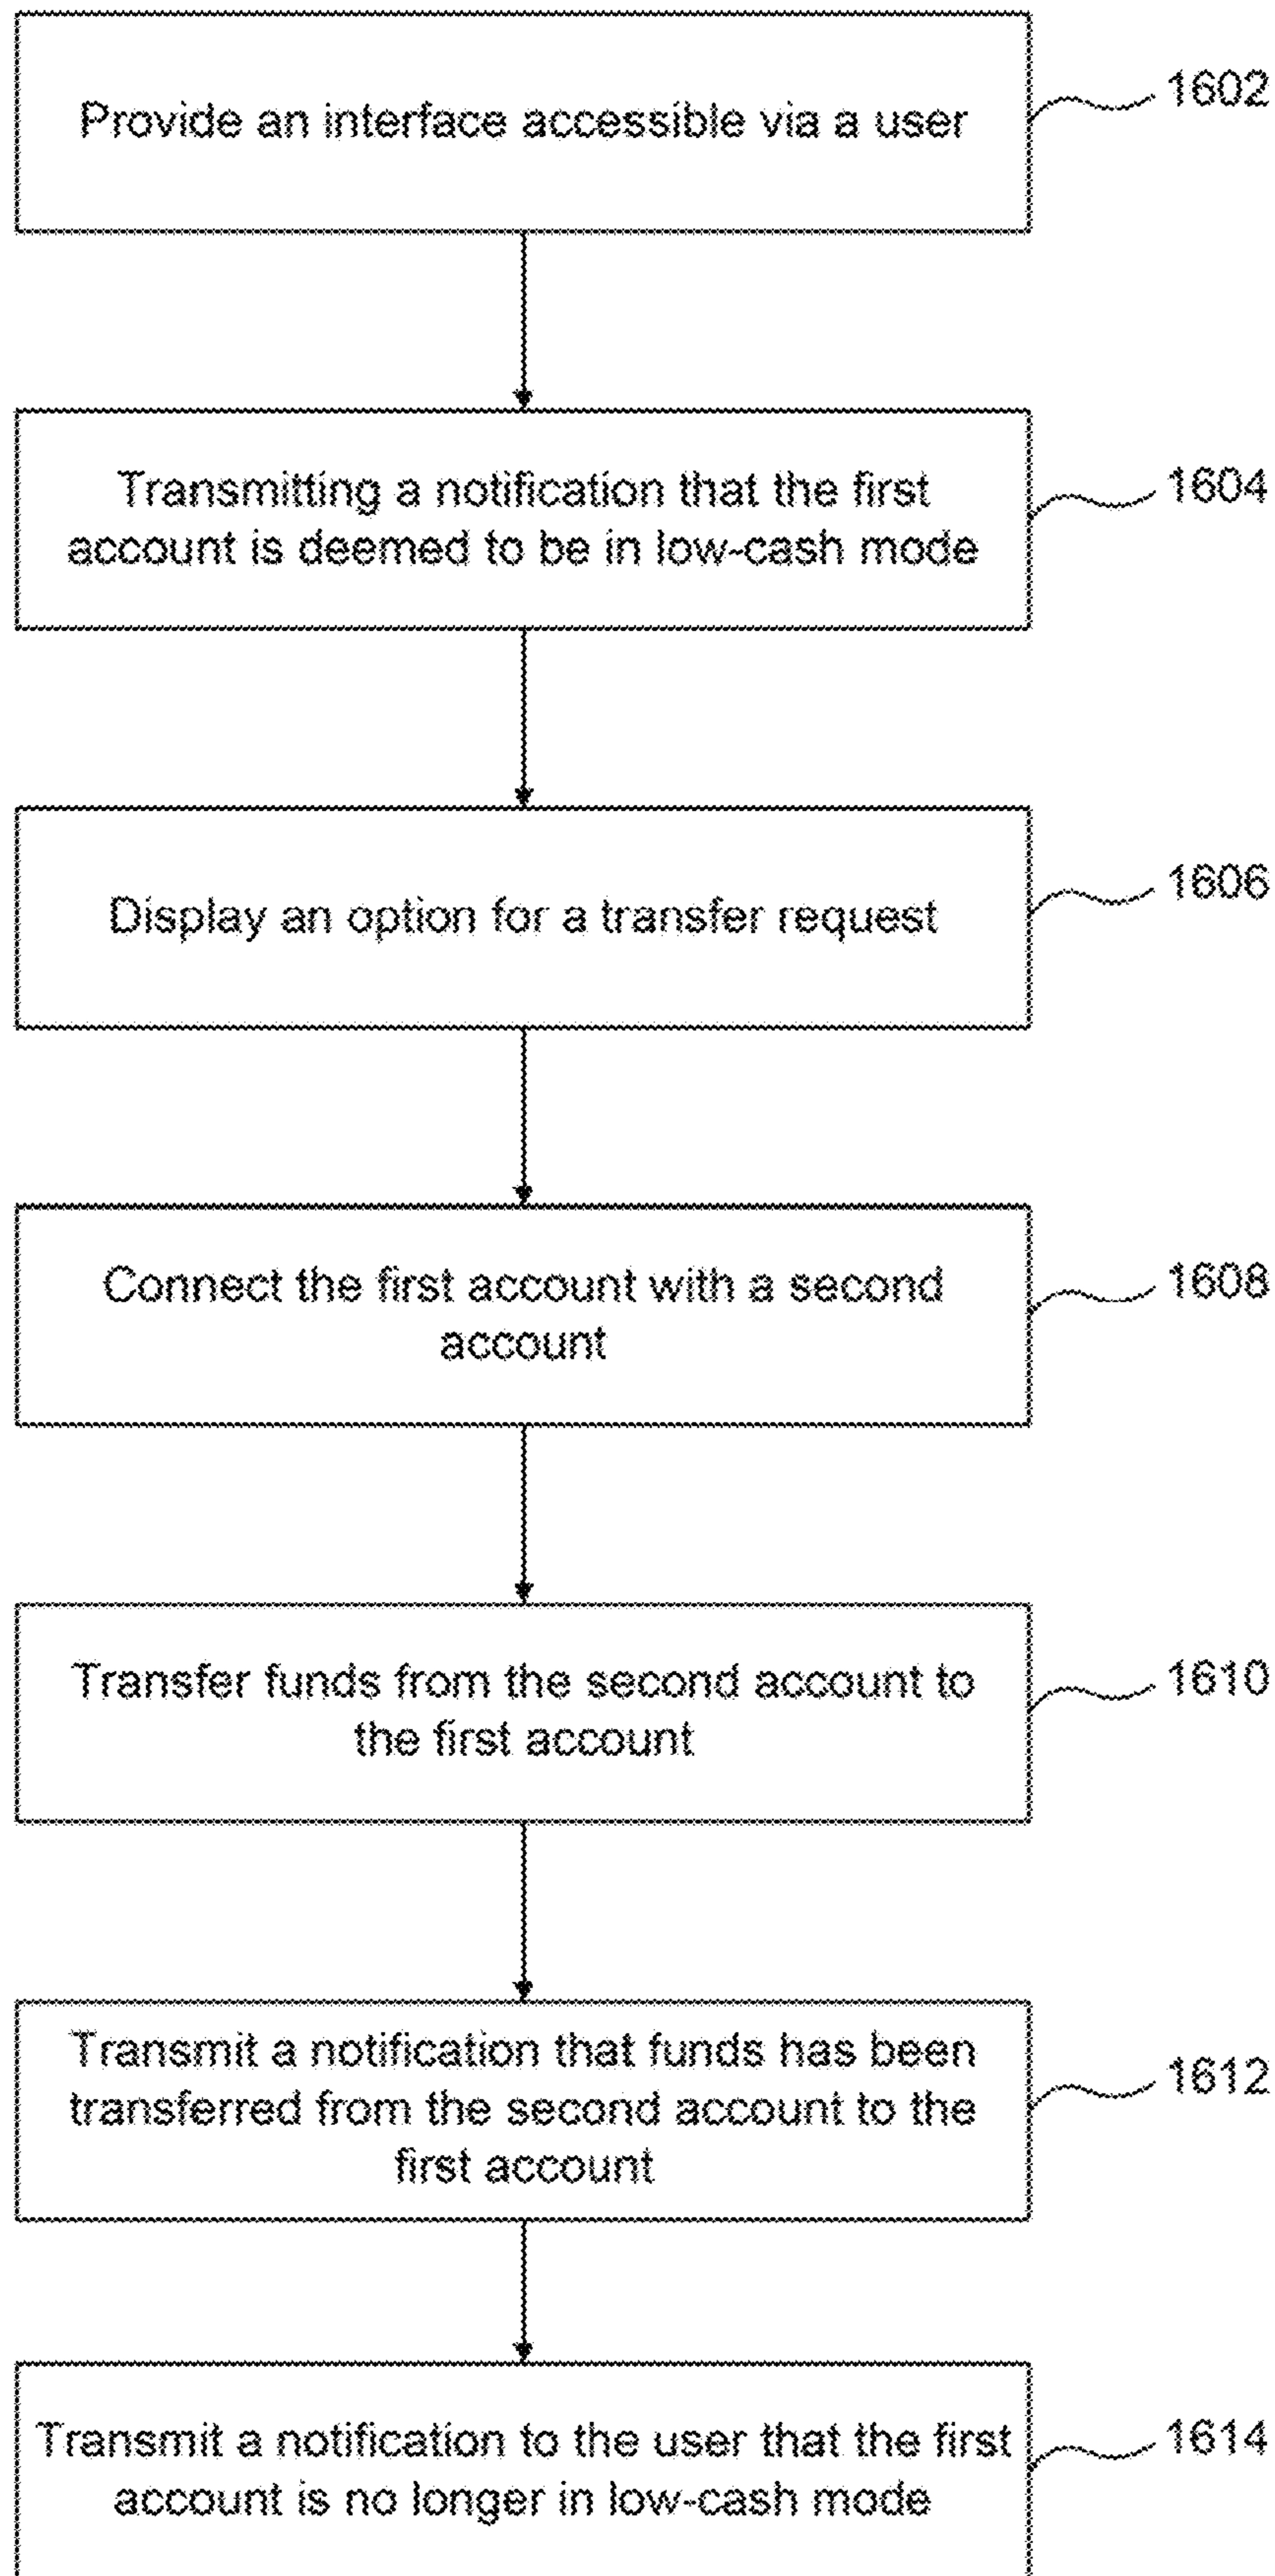 Provide an interface accessible via a user
1602
Transmitting a notification that the first
account is deemed to be in low-cash mode
1604
Display an option for a transfer request
1606
Connect the first account with a second
account
1608
Transfer funds from the second account to
the first account
1610
Transmit a notification that funds has been
transferred from the second account to the
first account
1612
Transmit a notification to the user that the first
account is no longer in low-cash mode
1614